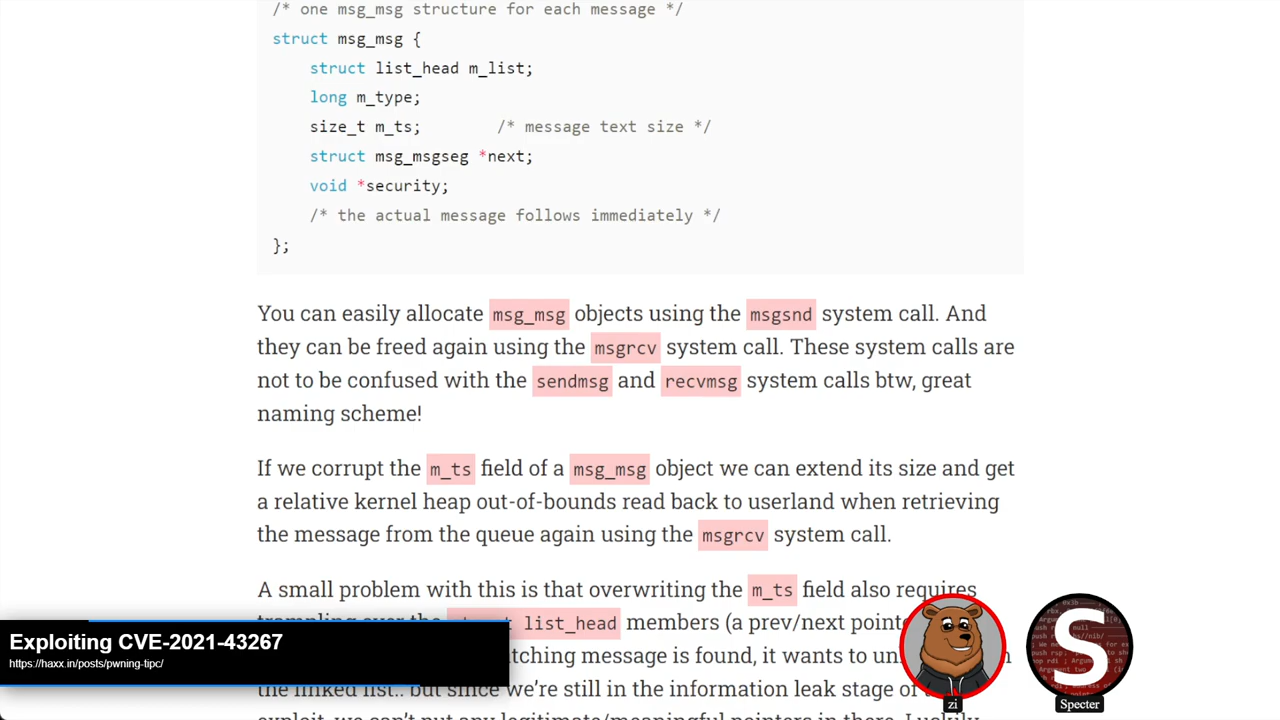 /* one msg_msg structure for each message */
struct msg_msg {
struct list_head m_list;
long m_type;
size_t m_ts; /* message text size */
struct msg_msgseg *next;
void *security;
/* the actual message follows immediately */
};
You can easily allocate msg_msg objects using the msgsnd system call. And
they can be freed again using the msgrcv system call. These system calls are
not to be confused with the sendmsg and recvmsg system calls btw, great
naming scheme!
If we corrupt the m_ts field of a msg_msg object we can extend its size and get
a relative kernel heap out-of-bounds read back to userland when retrieving
the message from the queue again using the msgrcv system call.
A small problem with this is that overwriting the m_ts field also requires
list_head members (a prev/next
message is found, it wants to
the linked list.. but since we're still in the information leak stage of
Exploiting CVE-2021-43267
https://haxx.in/posts/pwning-tipc/
zi
S
Specter